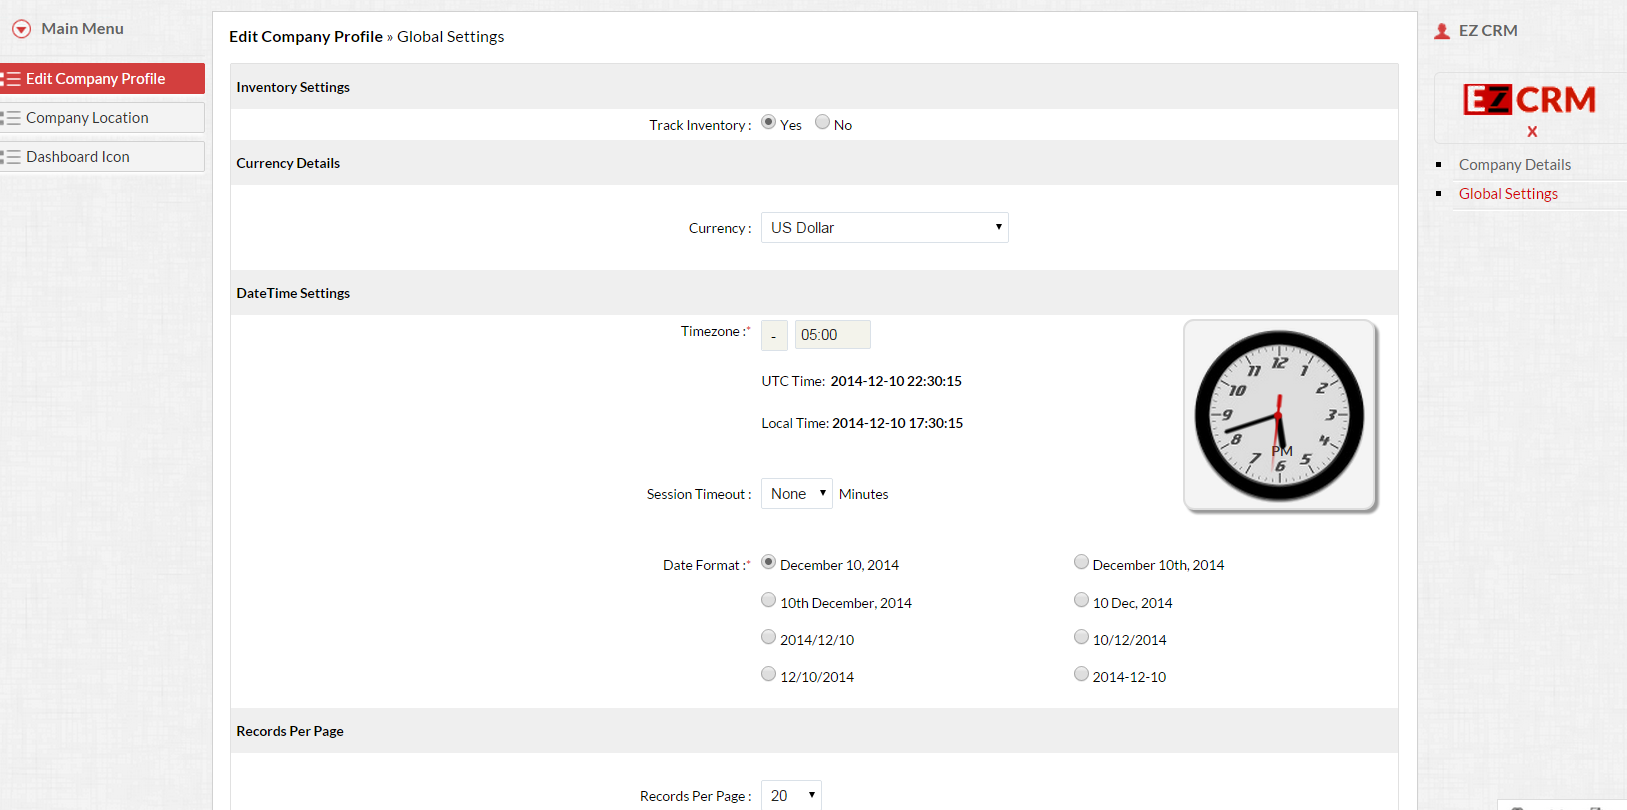 Main Menu
Edit Company Profile
Company Location
Dashboard Icon
Edit Company Profile » Global Settings
Inventory Settings
Track Inventory : Yes No
Currency Details
Currency : US Dollar
DateTime Settings
Timezone :* - 05:00
UTC Time: 2014-12-10 22:30:15
Local Time: 2014-12-10 17:30:15
12 1 2 3 4 5 6 7 8 9 10 11
PM
Session Timeout : None Minutes
Date Format :* December 10, 2014 December 10th, 2014
10th December, 2014 10 Dec, 2014
2014/12/10 10/12/2014
12/10/2014 2014-12-10
Records Per Page
Records Per Page : 20
EZ CRM
EZ CRM
X
Company Details
Global Settings